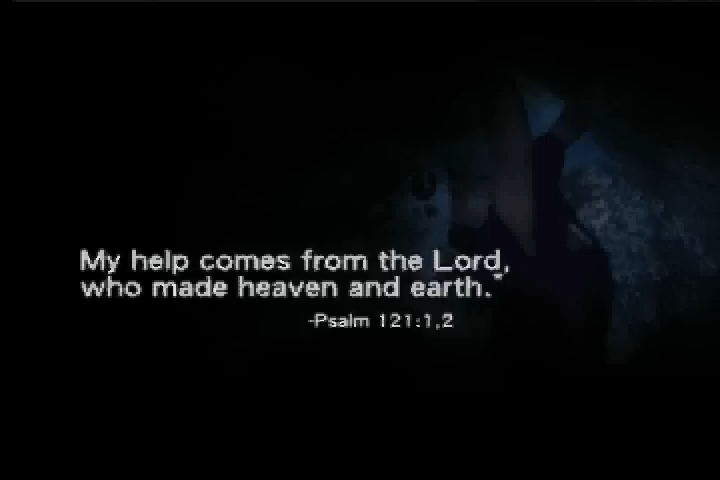 My help comes from the Lord,
who made heaven and earth."
-Psalm 121:1,2